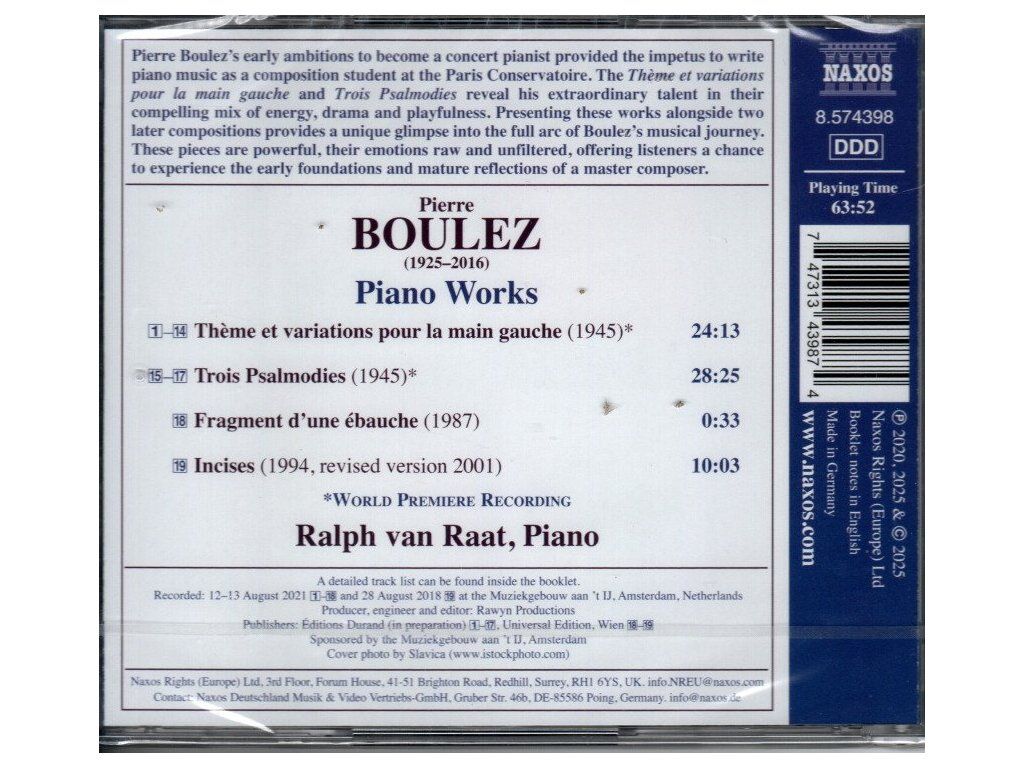 Pierre Boulez's early ambitions to become a concert pianist provided the impetus to write
piano music as a composition student at the Paris Conservatoire. The Thème et variations
pour la main gauche and Trois Psalmodies reveal his extraordinary talent in their
compelling mix of energy, drama and playfulness. Presenting these works alongside two
later compositions provides a unique glimpse into the full arc of Boulez's musical journey.
These pieces are powerful, their emotions raw and unfiltered, offering listeners a chance
to experience the early foundations and mature reflections of a master composer.
Pierre
BOULEZ
(1925–2016)
Piano Works
1–14 Thème et variations pour la main gauche (1945)* 24:13
15–17 Trois Psalmodies (1945)* 28:25
18 Fragment d'une ébauche (1987) 0:33
19 Incises (1994, revised version 2001) 10:03
*World Premiere Recording
Ralph van Raat, Piano
A detailed track list can be found inside the booklet.
Recorded: 12–13 August 2021 1–18 and 28 August 2018 19 at the Muziekgebouw aan 't IJ, Amsterdam, Netherlands
Producer, engineer and editor: Rawyn Productions
Publishers: Éditions Durand (in preparation) 1–17, Universal Edition, Wien 18–19
Sponsored by the Muziekgebouw aan 't IJ, Amsterdam
Cover photo by Slavica (www.istockphoto.com)
Naxos Rights (Europe) Ltd, 3rd Floor, Forum House, 41-51 Brighton Road, Redhill, Surrey, RH1 6YS, UK. info.NREU@naxos.com
Contact: Naxos Deutschland Musik & Video Vertriebs-GmbH, Gruber Str. 46b, DE-85586 Poing, Germany. info@naxos.de
NAXOS
8.574398
DDD
Playing Time
63:52
7 47313 43987 4
℗ 2020, 2025 & © 2025
Naxos Rights (Europe) Ltd
Booklet notes in English
Made in Germany
www.naxos.com